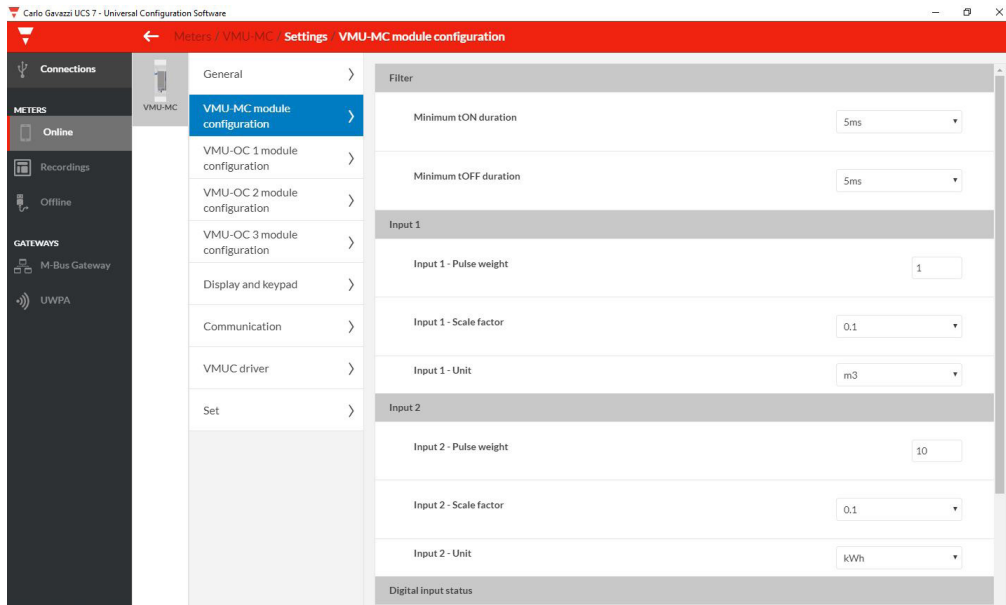 Carlo Gavazzi UCS 7 - Universal Configuration Software
Meters / VMU-MC / Settings / VMU-MC module configuration
Connections
METERS
Online
Recordings
Offline
GATEWAYS
M-Bus Gateway
UWPA
VMU-MC
General
VMU-MC module
configuration
VMU-OC 1 module
configuration
VMU-OC 2 module
configuration
VMU-OC 3 module
configuration
Display and keypad
Communication
VMUC driver
Set
Filter
Minimum tON duration
5ms
Minimum tOFF duration
5ms
Input 1
Input 1 - Pulse weight
1
Input 1 - Scale factor
0.1
Input 1 - Unit
m3
Input 2
Input 2 - Pulse weight
10
Input 2 - Scale factor
0.1
Input 2 - Unit
kWh
Digital input status